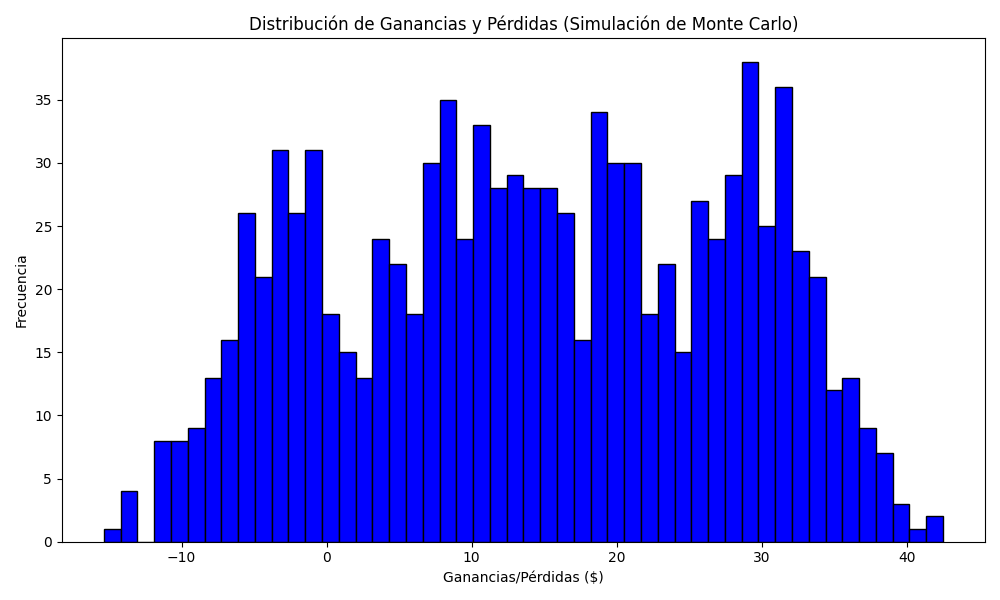 Distribución de Ganancias y Pérdidas (Simulación de Monte Carlo)
35
30
25
20
15
10
5
0
Frecuencia
−10 0 10 20 30 40
Ganancias/Pérdidas ($)